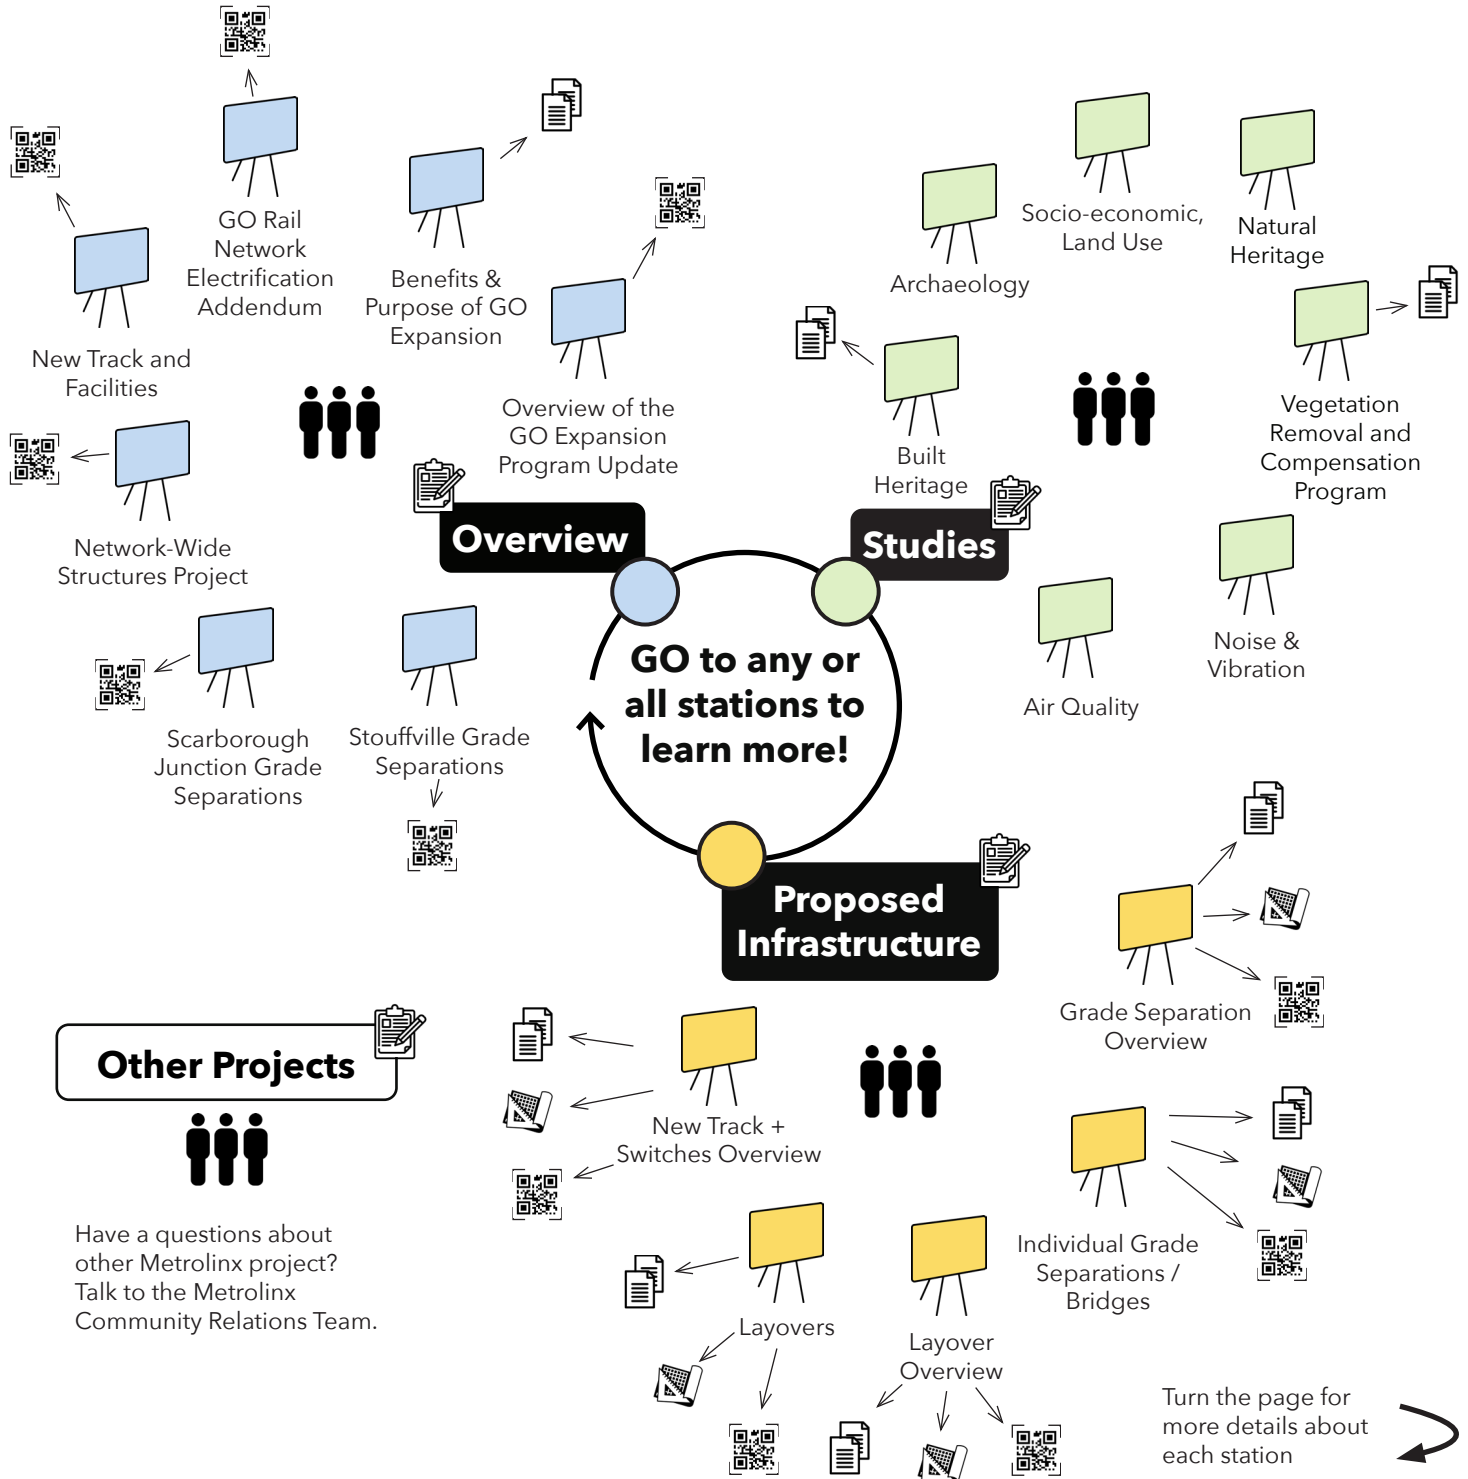 GO Rail
Network
Electrification
Addendum
Benefits &
Purpose of GO
Expansion
New Track and
Facilities
Overview of the
GO Expansion
Program Update
Network-Wide
Structures Project
Scarborough
Junction Grade
Separations
Stouffville Grade
Separations
Overview
Socio-economic,
Land Use
Natural
Heritage
Archaeology
Built
Heritage
Vegetation
Removal and
Compensation
Program
Noise &
Vibration
Air Quality
Studies
GO to any or
all stations to
learn more!
Proposed
Infrastructure
Grade Separation
Overview
New Track +
Switches Overview
Individual Grade
Separations /
Bridges
Layovers
Layover
Overview
Other Projects
Have a questions about
other Metrolinx project?
Talk to the Metrolinx
Community Relations Team.
Turn the page for
more details about
each station